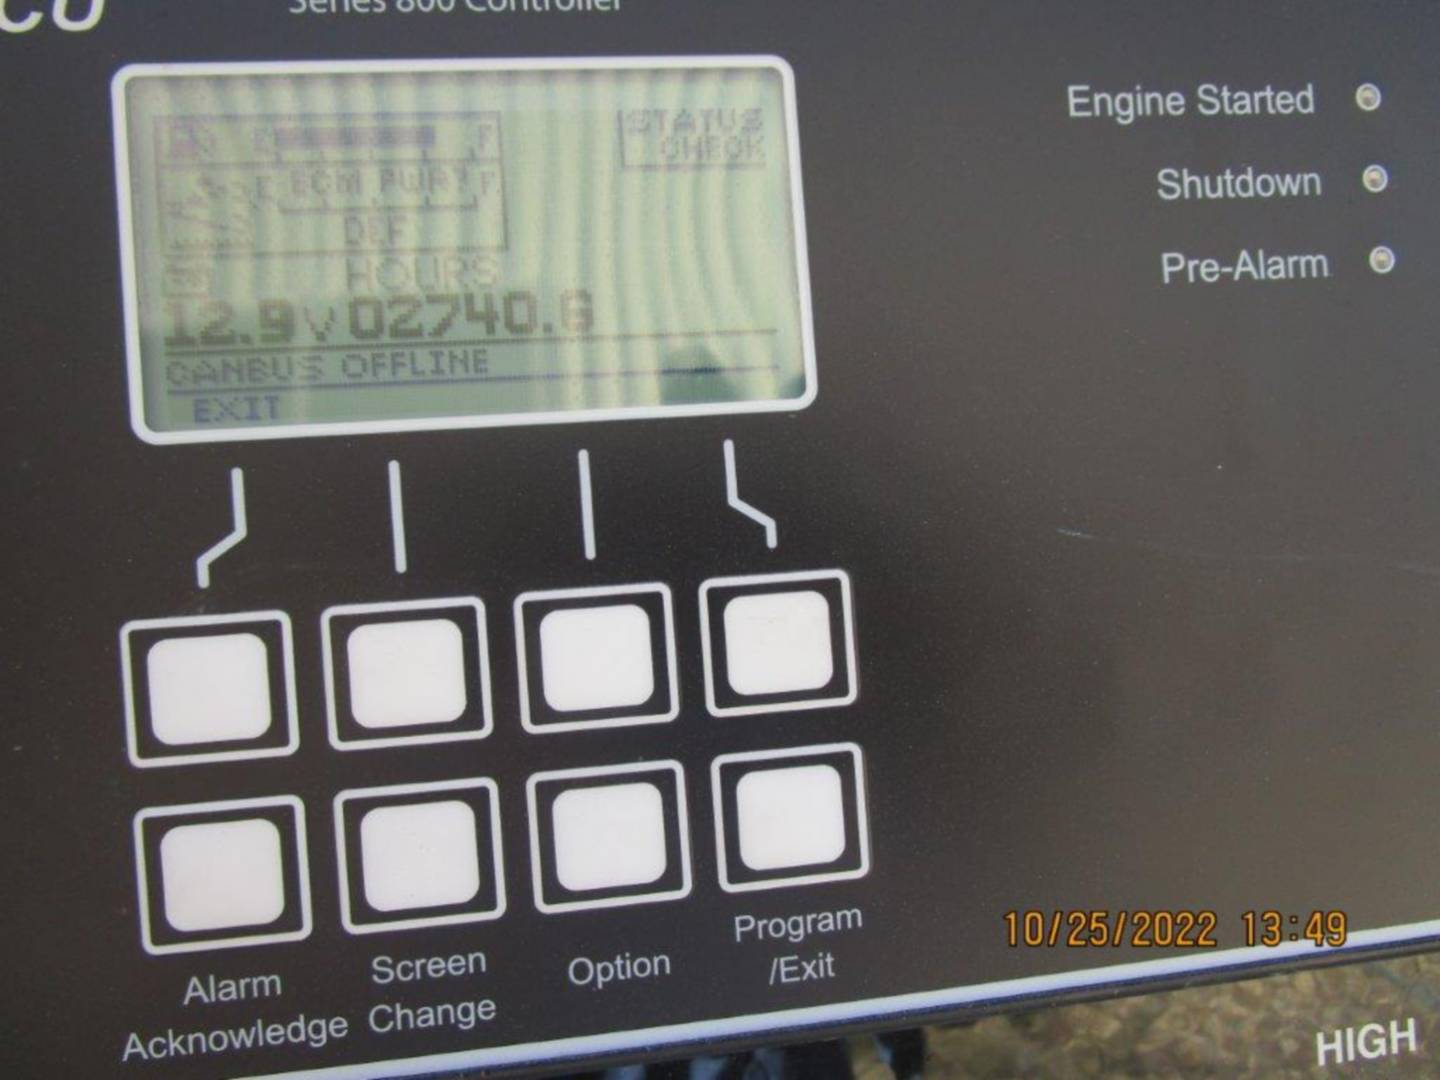 CO
Series 800 Controller
Engine Started
Shutdown
Pre-Alarm
E F
STATUS
CHECK
E ECM PWR? F
DEF
HOURS
12.9V 02740.6
CANBUS OFFLINE
EXIT
Alarm
Acknowledge
Screen
Change
Option
Program
/Exit
10/25/2022 13:49
HIGH